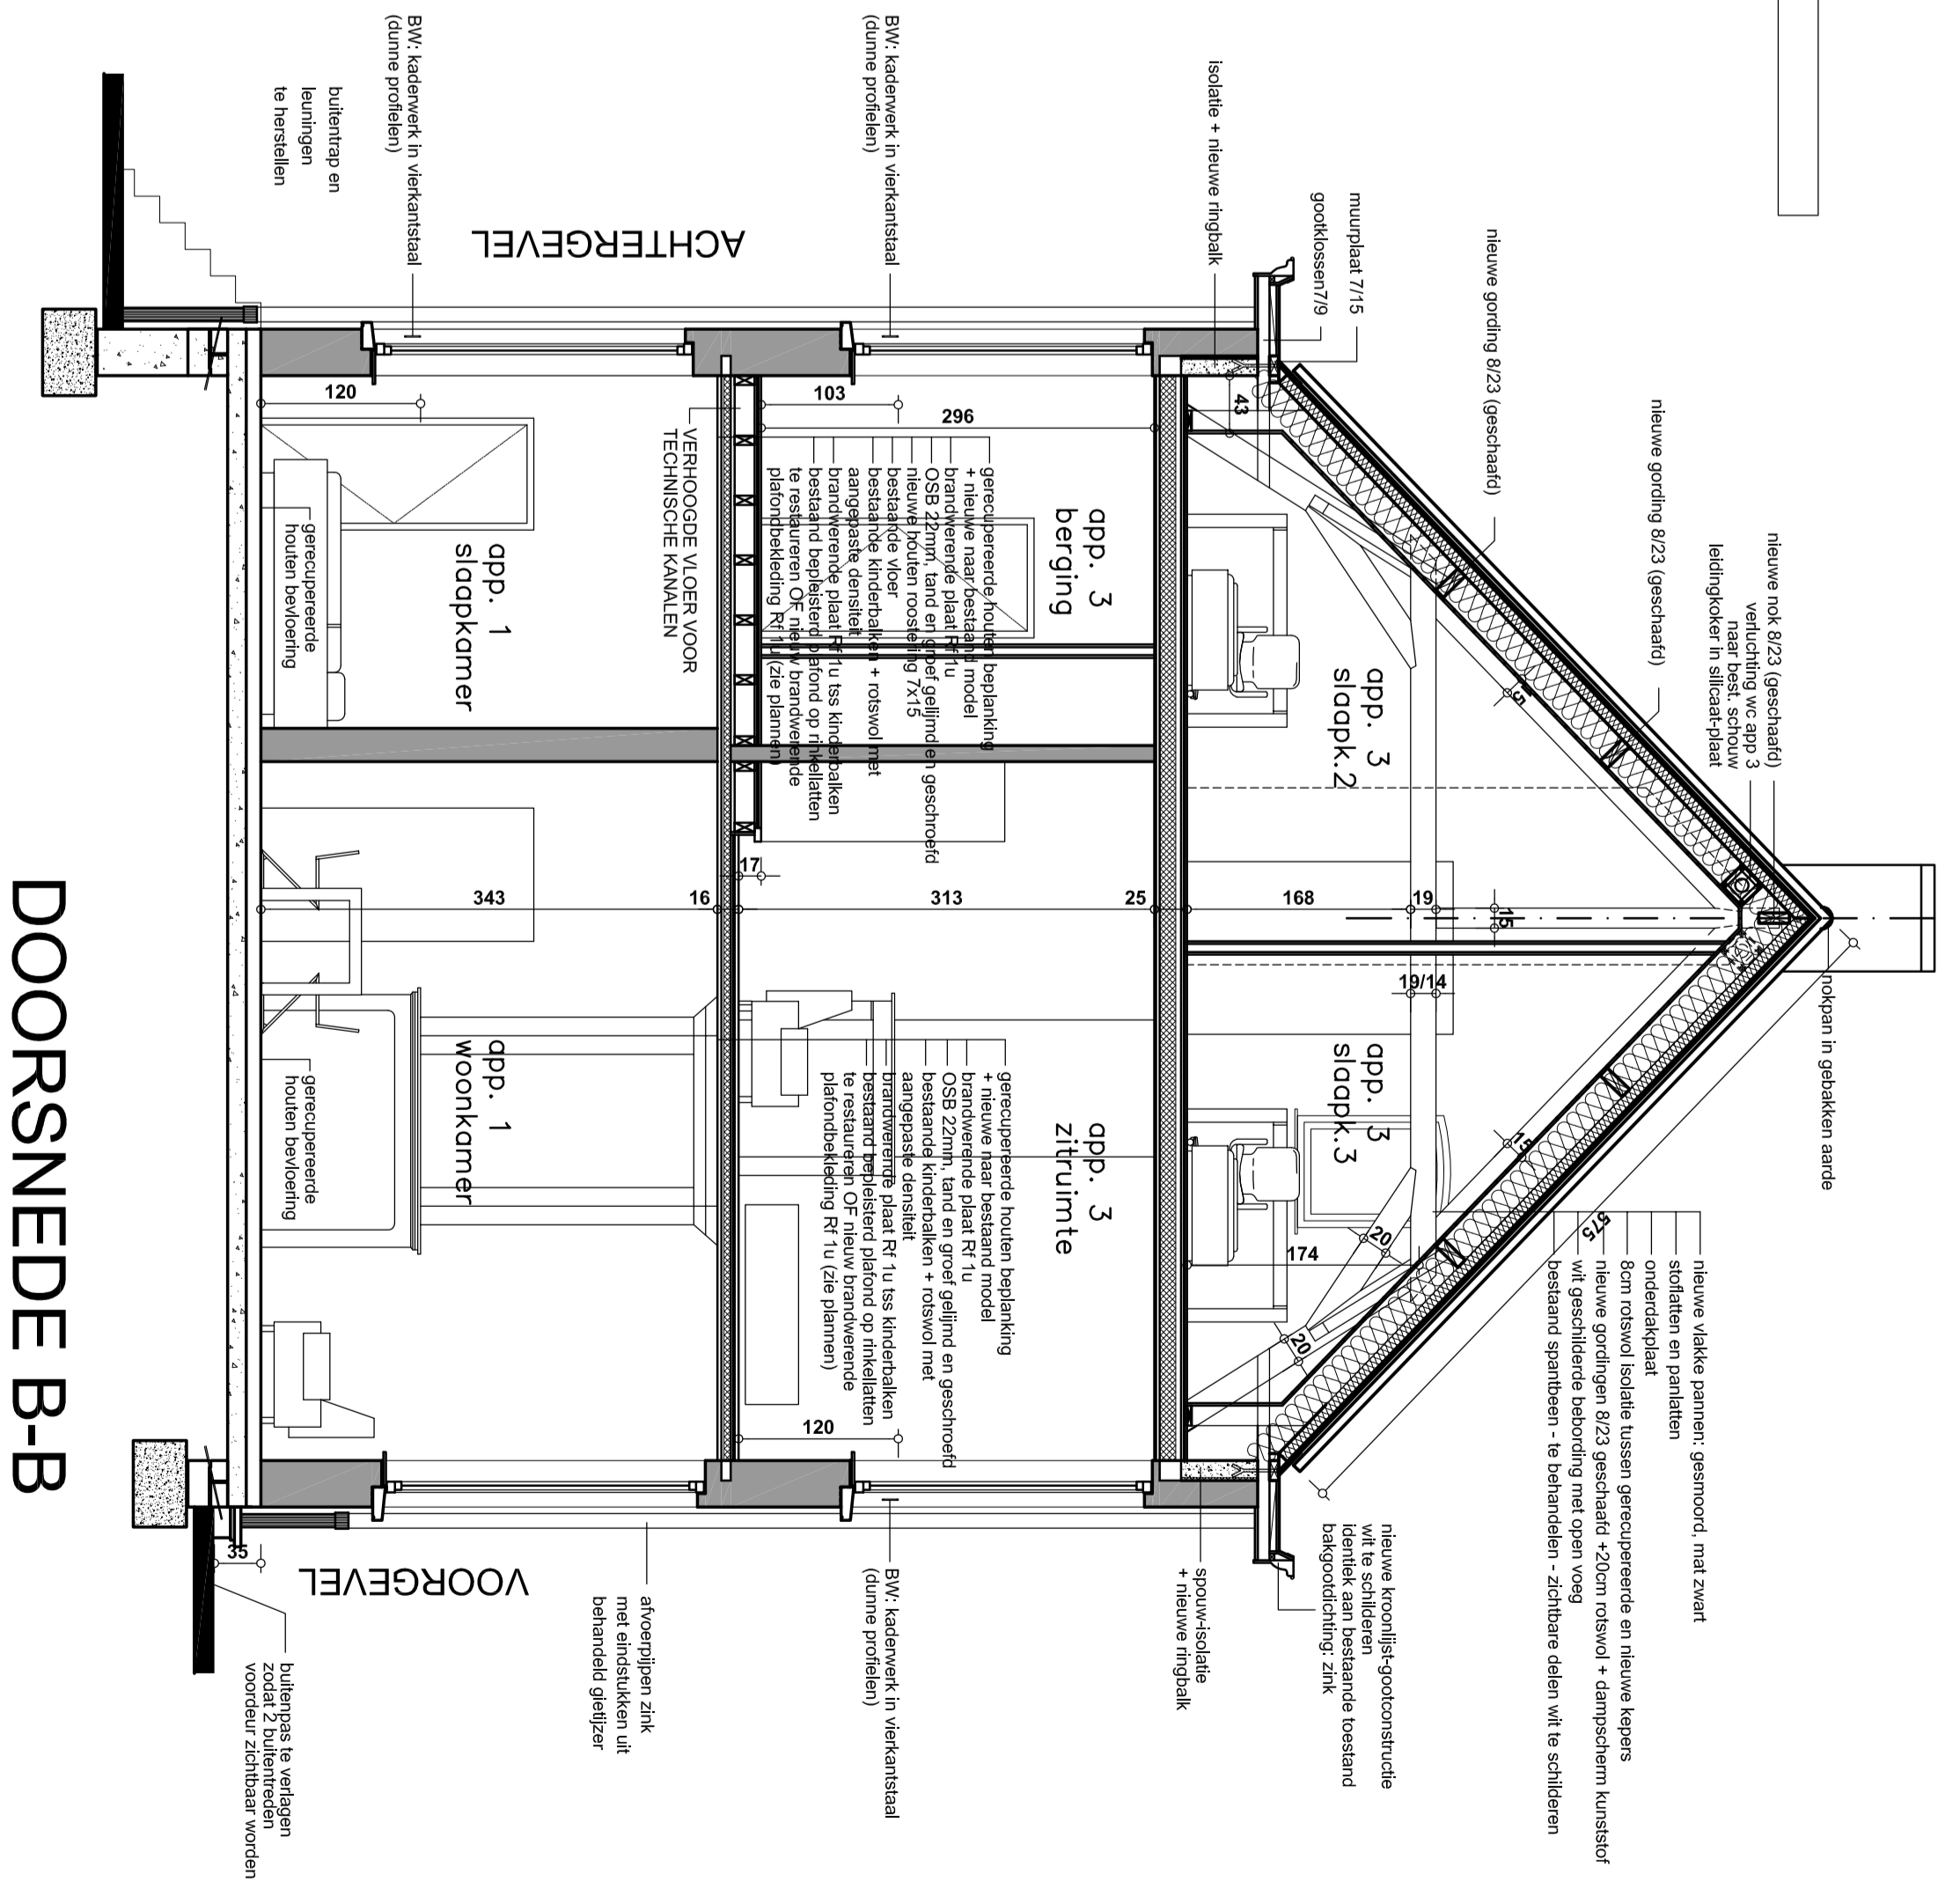 nieuwe nok 8/23 (geschaafd)
verluchting wc app 3
naar best. schouw
leidingkoker in silicaat-plaat
nokpan in gebakken aarde
nieuwe gording 8/23 (geschaafd)
nieuwe gording 8/23 (geschaafd)
nieuwe vlakke pannen: gesmoord, mat zwart
stoflatten en panlatten
onderdakplaat
8cm rotswol isolatie tussen gerecupereerde en nieuwe kepers
nieuwe gordingen 8/23 geschaafd +20cm rotswol + dampscherm kunststof
wit geschilderde bebording met open voeg
bestaand spantbeen - te behandelen - zichtbare delen wit te schilderen
575
15
15
15
19
19/14
168
174
20
20
43
muurplaat 7/15
gootklossen7/9
isolatie + nieuwe ringbalk
app. 3
slaapk.2
app. 3
slaapk.3
nieuwe kroonlijst-gootconstructie
wit te schilderen
identiek aan bestaande toestand
bakgootdichting: zink
spouw-isolatie
+ nieuwe ringbalk
BW: kaderwerk in vierkantstaal
(dunne profielen)
app. 3
berging
296
103
gerecupereerde houten beplanking
+ nieuwe naar bestaand model
brandwerende plaat Rf 1u
OSB 22mm, tand en groef gelijmd en geschroefd
nieuwe houten roostering 7x15
bestaande vloer
bestaande kinderbalken + rotswol met
aangepaste densiteit
brandwerende plaat Rf 1u tss kinderbalken
bestaand bepleisterd plafond op rinkellatten
te restaureren OF nieuw brandwerende
plafondbekleding Rf 1u (zie plannen)
25
313
17
16
343
app. 3
zitruimte
gerecupereerde houten beplanking
+ nieuwe naar bestaand model
brandwerende plaat Rf 1u
OSB 22mm, tand en groef gelijmd en geschroefd
bestaande kinderbalken + rotswol met
aangepaste densiteit
brandwerende plaat Rf 1u tss kinderbalken
bestaand bepleisterd plafond op rinkellatten
te restaureren OF nieuw brandwerende
plafondbekleding Rf 1u (zie plannen)
120
BW: kaderwerk in vierkantstaal
(dunne profielen)
ACHTERGEVEL
VERHOOGDE VLOER VOOR
TECHNISCHE KANALEN
BW: kaderwerk in vierkantstaal
(dunne profielen)
app. 1
slaapkamer
120
gerecupereerde
houten bevloering
app. 1
woonkamer
gerecupereerde
houten bevloering
afvoerpijpen zink
met eindstukken uit
behandeld gietijzer
VOORGEVEL
buitentrap en
leuningen
te herstellen
35
buitenpas te verlagen
zodat 2 buitentreden
voordeur zichtbaar worden
DOORSNEDE B-B